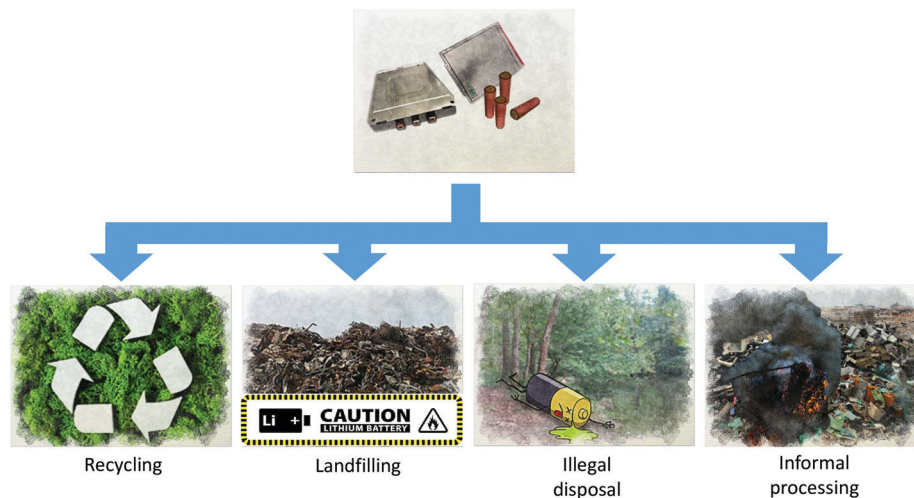 Li +
CAUTION
LITHIUM BATTERY
Recycling
Landfilling
Illegal
disposal
Informal
processing